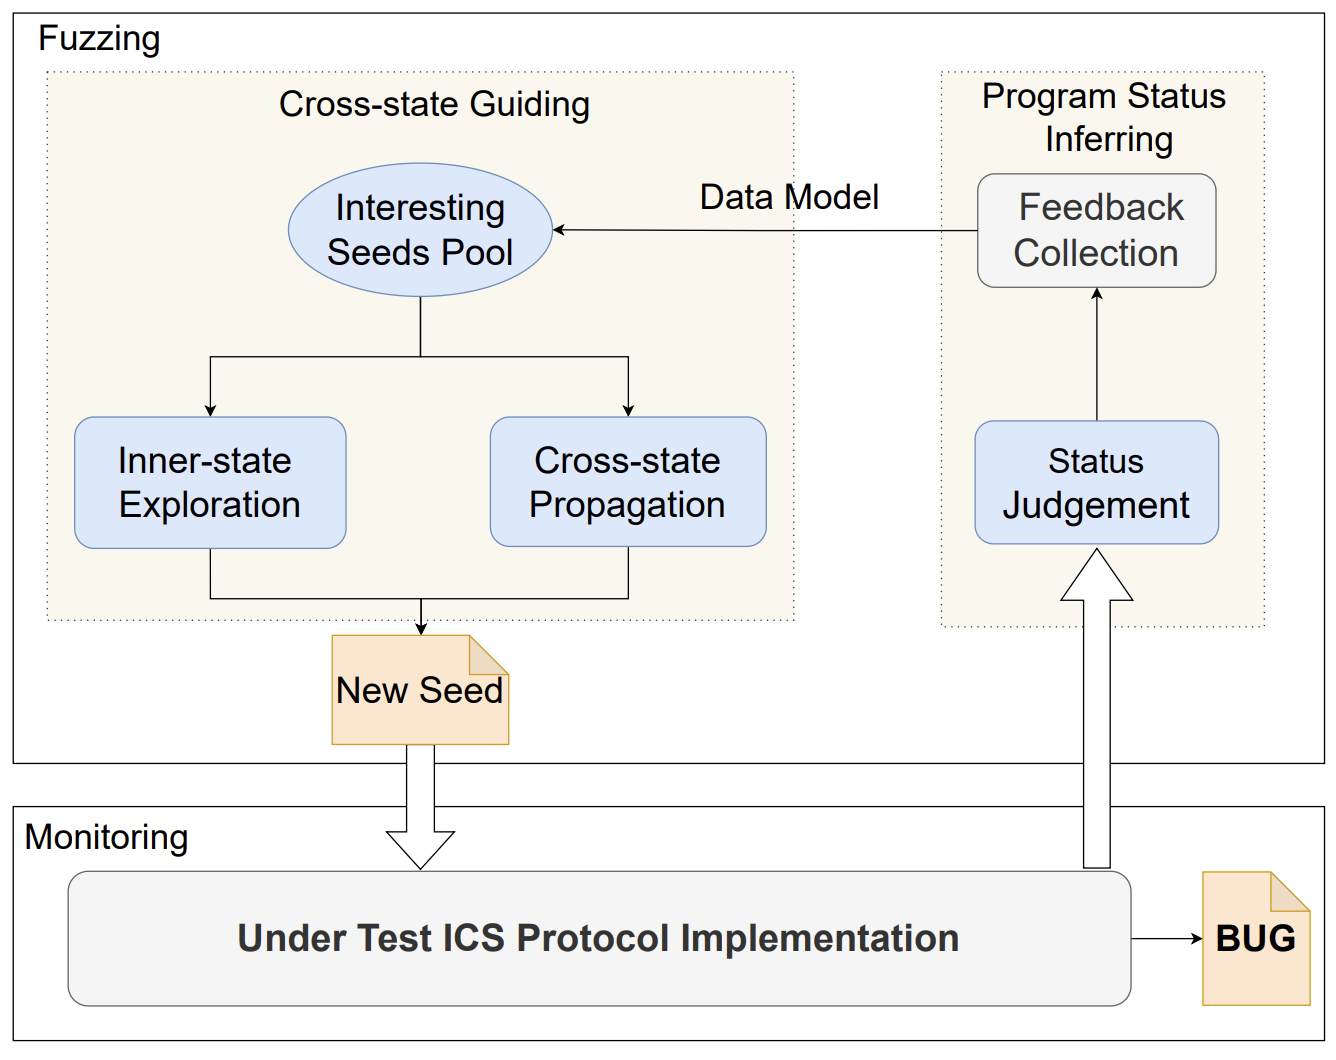 Fuzzing
Cross-state Guiding
Interesting
Seeds Pool
Data Model
Program Status
Inferring
Feedback
Collection
Inner-state
Exploration
Cross-state
Propagation
Status
Judgement
New Seed
Monitoring
Under Test ICS Protocol Implementation
BUG